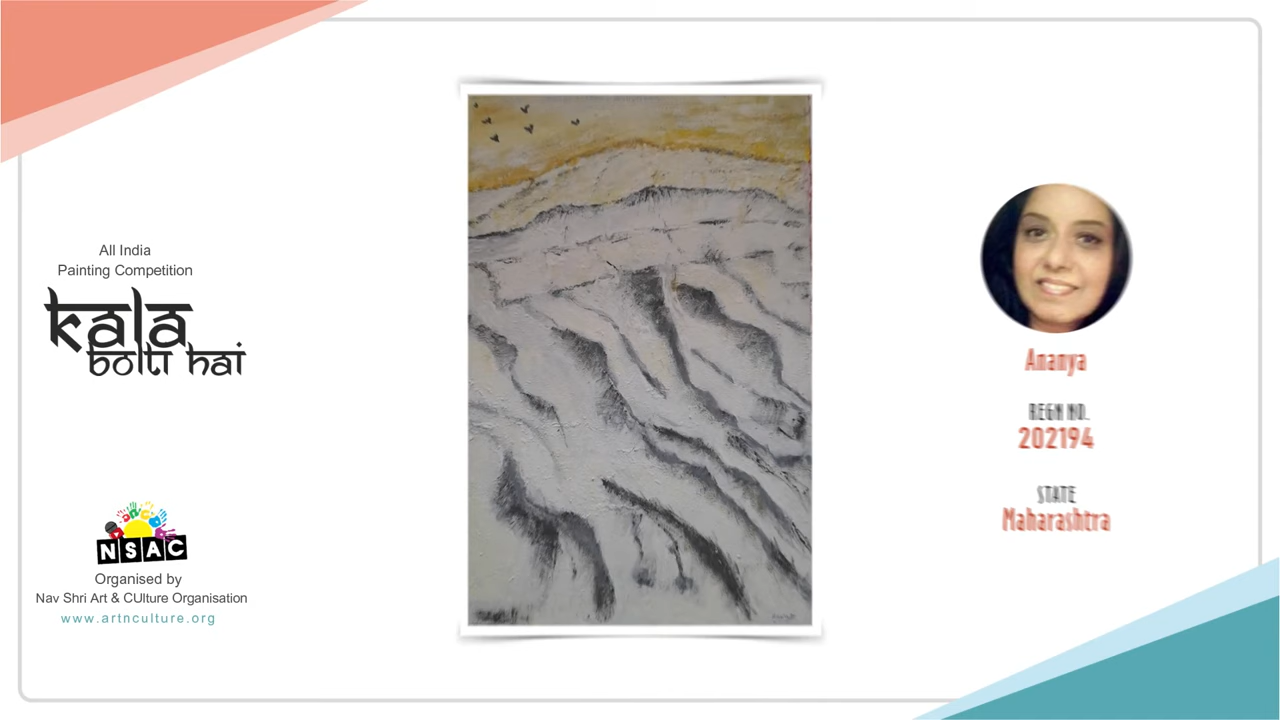 All India
Painting Competition
kala
bolti hai
NSAC
Organised by
Nav Shri Art & CUlture Organisation
www.artnculture.org
Ananya
REGN NO.
202194
STATE
Maharashtra